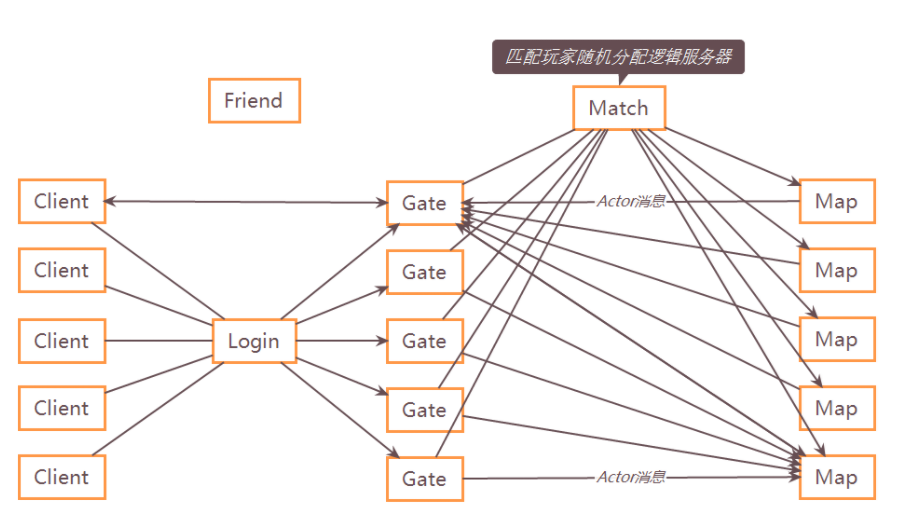 匹配玩家随机分配逻辑服务器
Friend
Match
Client
Gate
Actor消息
Map
Client
Gate
Map
Client
Login
Gate
Map
Client
Gate
Map
Client
Gate
Actor消息
Map